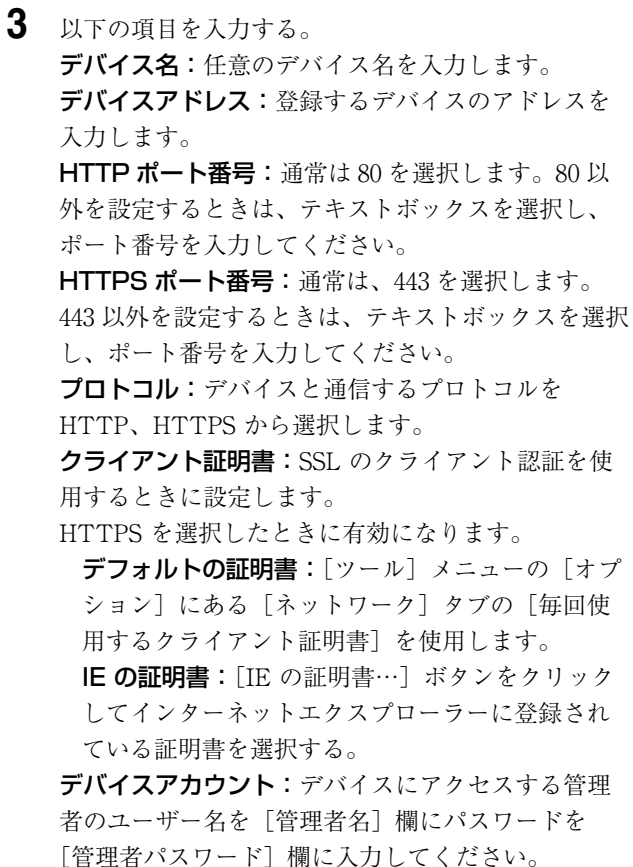 3 以下の項目を入力する。
デバイス名：任意のデバイス名を入力します。
デバイスアドレス：登録するデバイスのアドレスを
入力します。
HTTP ポート番号：通常は 80 を選択します。80 以
外を設定するときは、テキストボックスを選択し、
ポート番号を入力してください。
HTTPS ポート番号：通常は、443 を選択します。
443 以外を設定するときは、テキストボックスを選択
し、ポート番号を入力してください。
プロトコル：デバイスと通信するプロトコルを
HTTP、HTTPS から選択します。
クライアント証明書：SSL のクライアント認証を使
用するときに設定します。
HTTPS を選択したときに有効になります。
デフォルトの証明書：［ツール］メニューの［オプ
ション］にある［ネットワーク］タブの［毎回使
用するクライアント証明書］を使用します。
IE の証明書：［IE の証明書…］ボタンをクリック
してインターネットエクスプローラーに登録され
ている証明書を選択する。
デバイスアカウント：デバイスにアクセスする管理
者のユーザー名を［管理者名］欄にパスワードを
［管理者パスワード］欄に入力してください。